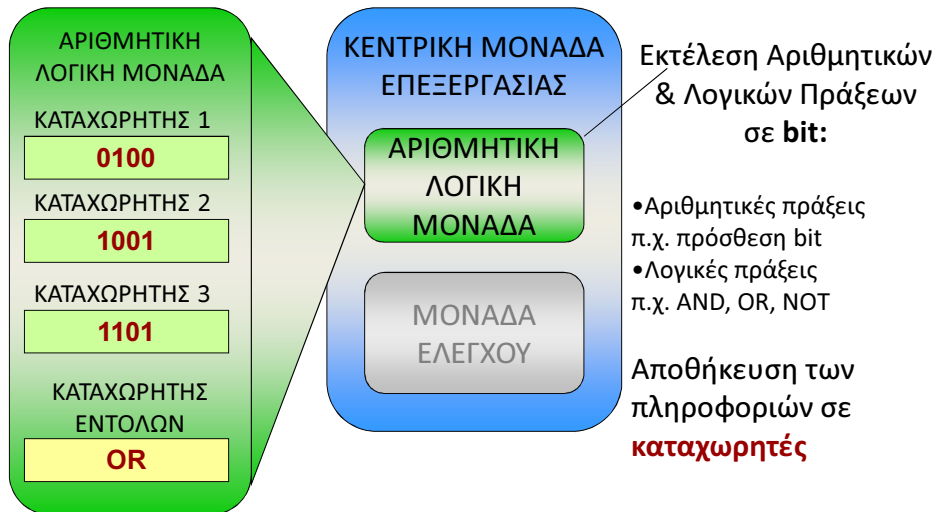 ΑΡΙΘΜΗΤΙΚΗ
ΛΟΓΙΚΗ ΜΟΝΑΔΑ
ΚΑΤΑΧΩΡΗΤΗΣ 1
0100
ΚΑΤΑΧΩΡΗΤΗΣ 2
1001
ΚΑΤΑΧΩΡΗΤΗΣ 3
1101
ΚΑΤΑΧΩΡΗΤΗΣ
ΕΝΤΟΛΩΝ
OR
ΚΕΝΤΡΙΚΗ ΜΟΝΑΔΑ
ΕΠΕΞΕΡΓΑΣΙΑΣ
ΑΡΙΘΜΗΤΙΚΗ
ΛΟΓΙΚΗ
ΜΟΝΑΔΑ
ΜΟΝΑΔΑ
ΕΛΕΓΧΟΥ
Εκτέλεση Αριθμητικών
& Λογικών Πράξεων
σε bit:
•Αριθμητικές πράξεις
π.χ. πρόσθεση bit
•Λογικές πράξεις
π.χ. AND, OR, NOT
Αποθήκευση των
πληροφοριών σε
καταχωρητές